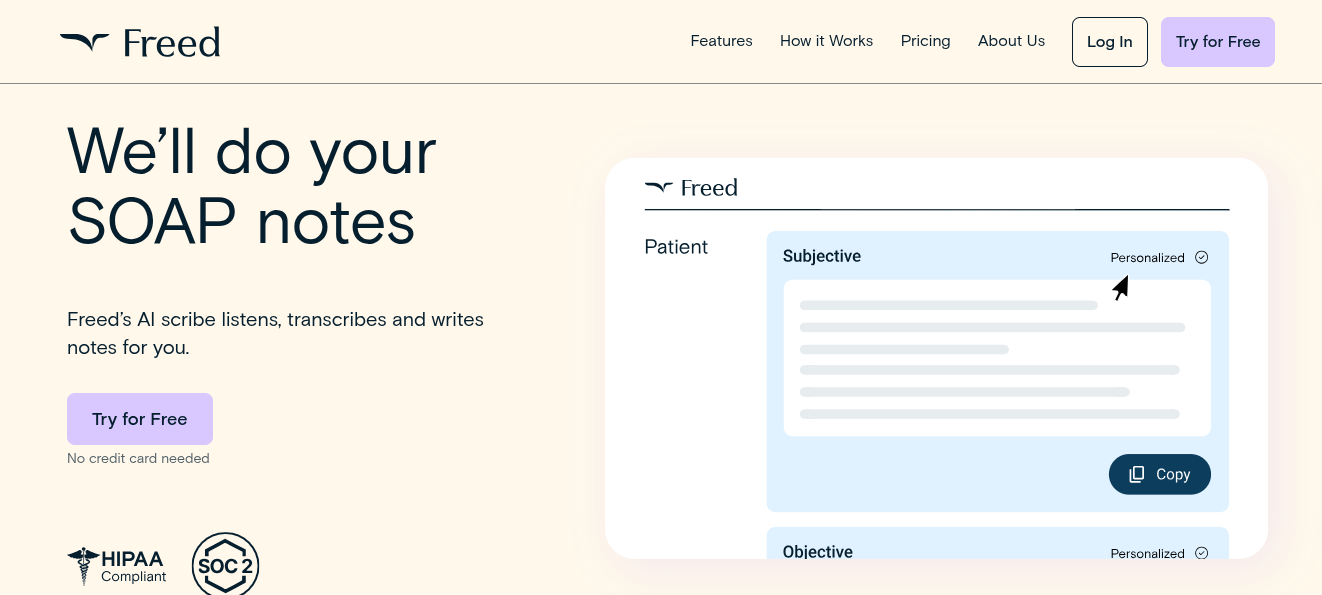 Freed
Features How it Works Pricing About Us Log In Try for Free
We’ll do your
SOAP notes
Freed’s AI scribe listens, transcribes and writes
notes for you.
Try for Free
No credit card needed
HIPAA
Compliant
SOC 2
Freed
Patient
Subjective Personalized
Copy
Objective Personalized